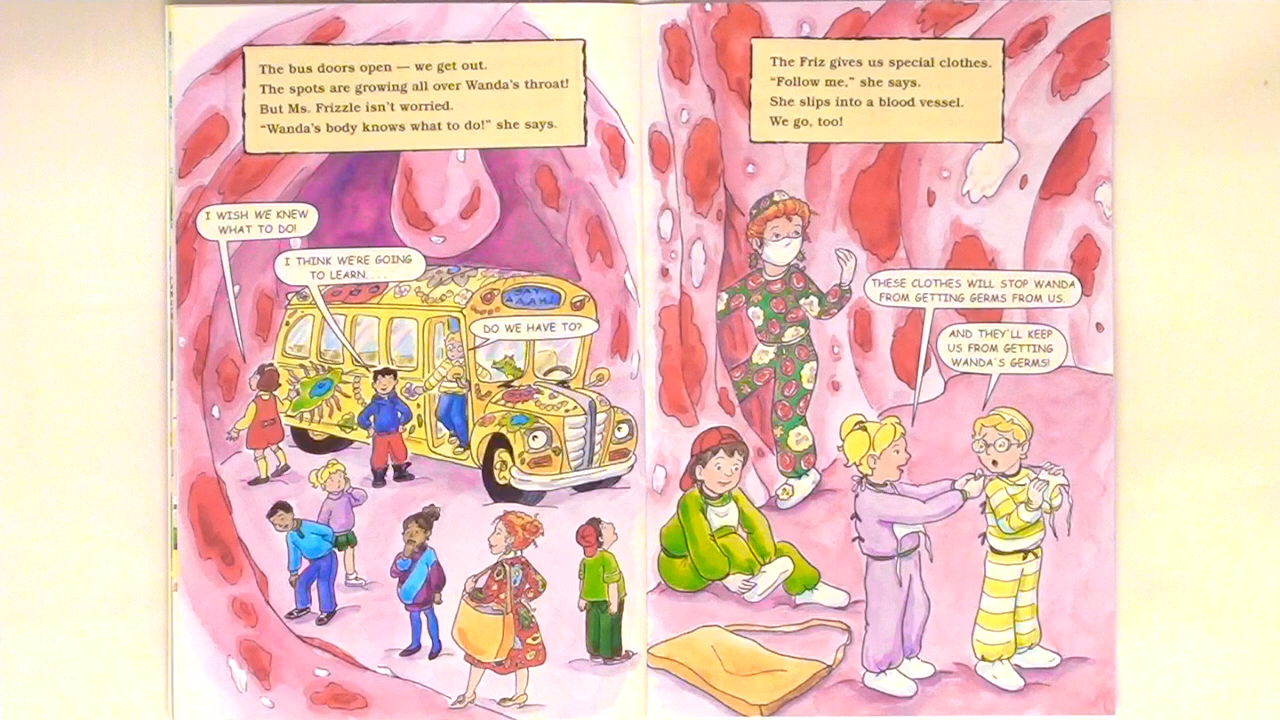 The bus doors open — we get out.
The spots are growing all over Wanda's throat!
But Ms. Frizzle isn't worried.
"Wanda's body knows what to do!" she says.
I WISH WE KNEW
WHAT TO DO!
I THINK WE'RE GOING
TO LEARN. . . .
DO WE HAVE TO?
SAY
AAAH!
The Friz gives us special clothes.
"Follow me," she says.
She slips into a blood vessel.
We go, too!
THESE CLOTHES WILL STOP WANDA
FROM GETTING GERMS FROM US.
AND THEY'LL KEEP
US FROM GETTING
WANDA'S GERMS!